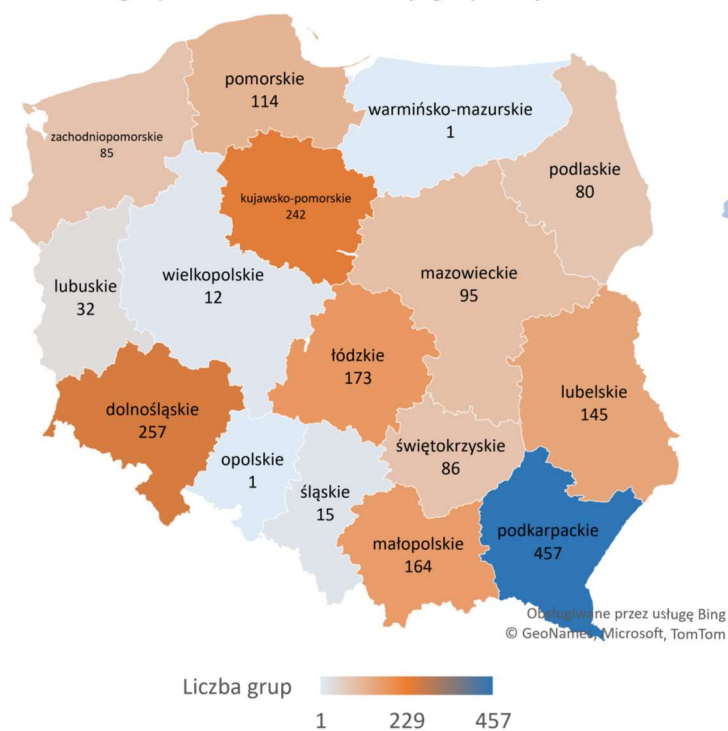 pomorskie
114
warmińsko-mazurskie
1
zachodniopomorskie
85
podlaskie
80
kujawsko-pomorskie
242
wielkopolskie
12
mazowieckie
95
lubuskie
32
łódzkie
173
lubelskie
145
dolnośląskie
257
opolskie
1
świętokrzyskie
86
śląskie
15
podkarpackie
457
małopolskie
164
Obsługiwane przez usługę Bing
© GeoNames, Microsoft, TomTom
Liczba grup
1 229 457